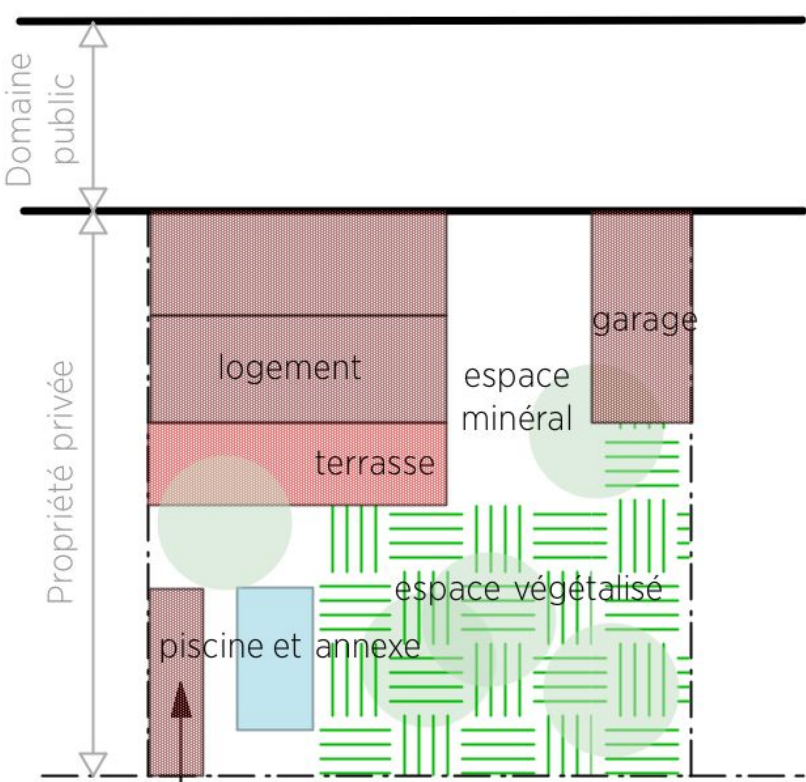 Domaine
public
Propriété privée
logement
garage
espace
minéral
terrasse
espace végétalisé
piscine et annexe